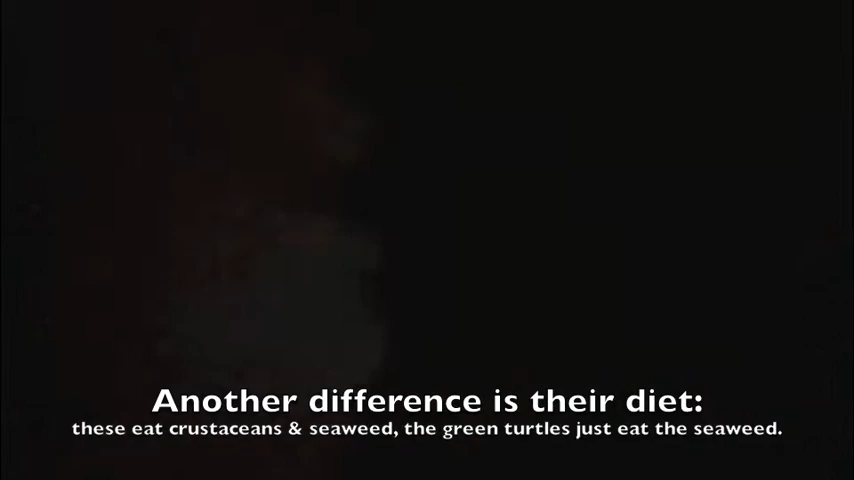 Another difference is their diet:
these eat crustaceans & seaweed, the green turtles just eat the seaweed.